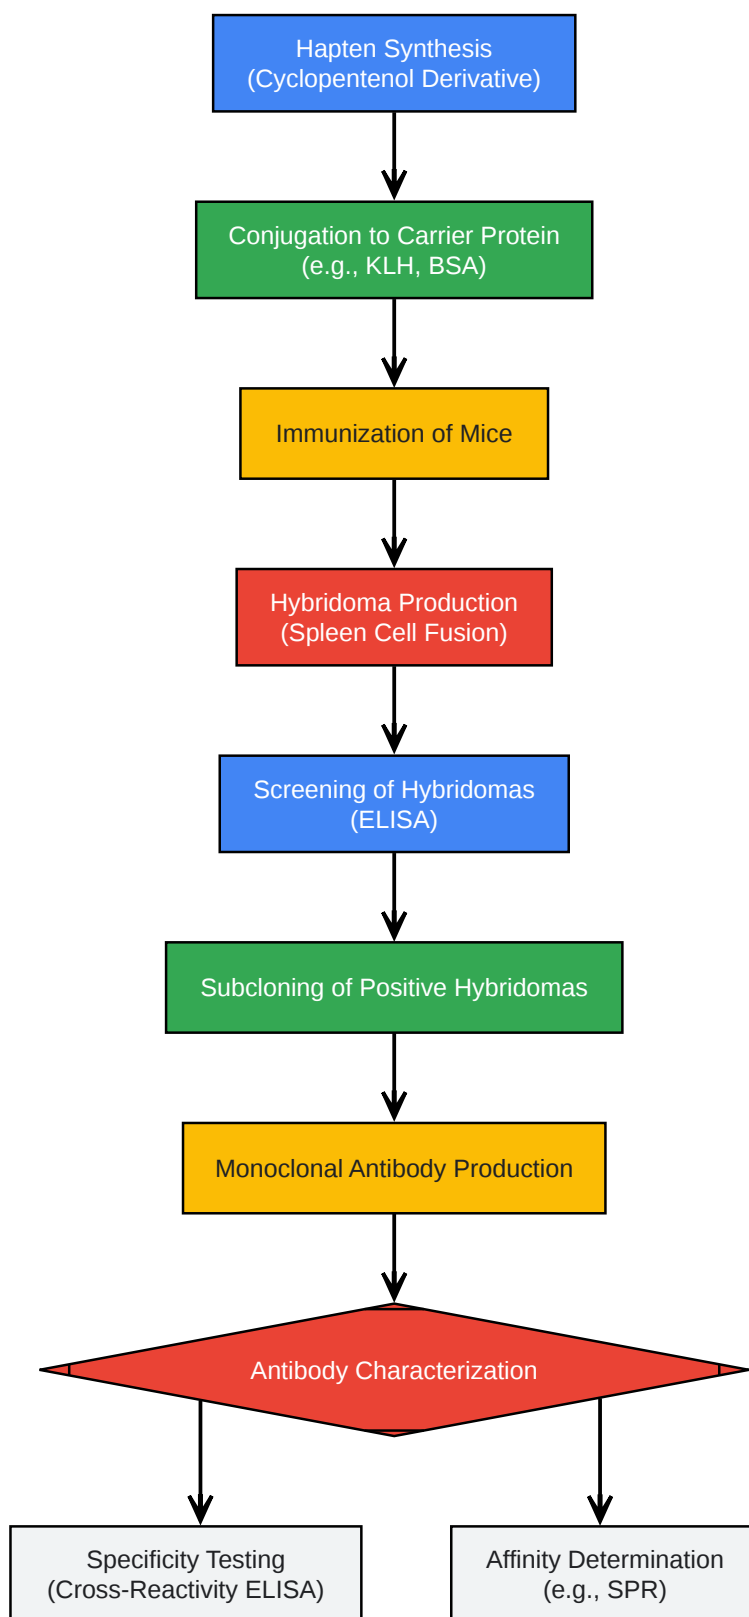 Hapten Synthesis
(Cyclopentenol Derivative)
Conjugation to Carrier Protein
(e.g., KLH, BSA)
Immunization of Mice
Hybridoma Production
(Spleen Cell Fusion)
Screening of Hybridomas
(ELISA)
Subcloning of Positive Hybridomas
Monoclonal Antibody Production
Antibody Characterization
Specificity Testing
(Cross-Reactivity ELISA)
Affinity Determination
(e.g., SPR)